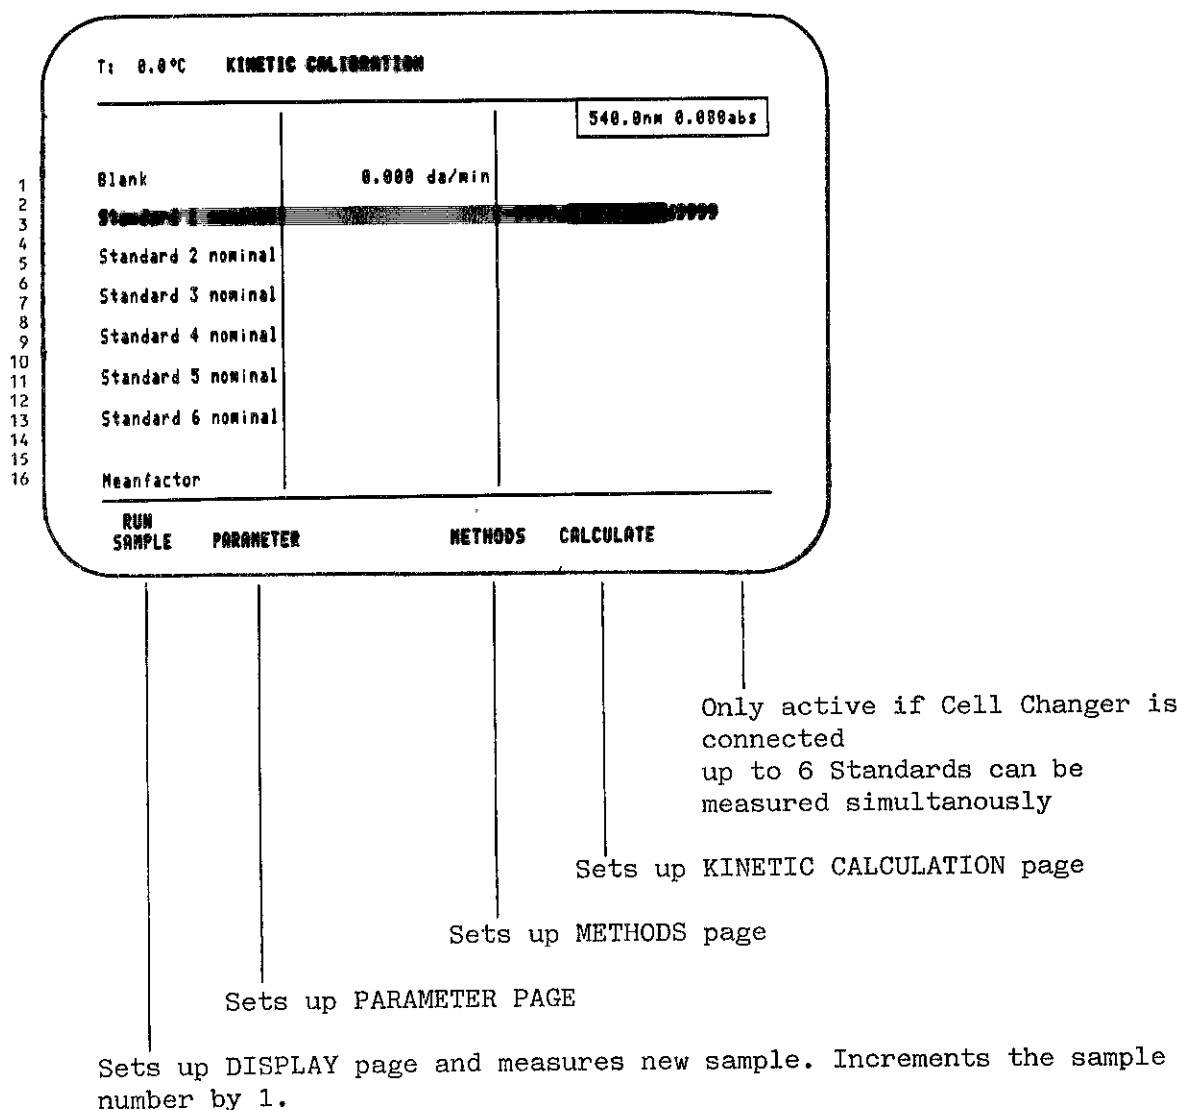 T: 0.0°C KINETIC CALIBRATION
540.0nm 0.080abs
Blank 0.000 da/min
Standard 1 nominal
Standard 2 nominal
Standard 3 nominal
Standard 4 nominal
Standard 5 nominal
Standard 6 nominal
Meanfactor
1
2
3
4
5
6
7
8
9
10
11
12
13
14
15
16
RUN
SAMPLE PARAMETER METHODS CALCULATE
Only active if Cell Changer is
connected
up to 6 Standards can be
measured simultanously
Sets up KINETIC CALCULATION page
Sets up METHODS page
Sets up PARAMETER PAGE
Sets up DISPLAY page and measures new sample. Increments the sample
number by 1.